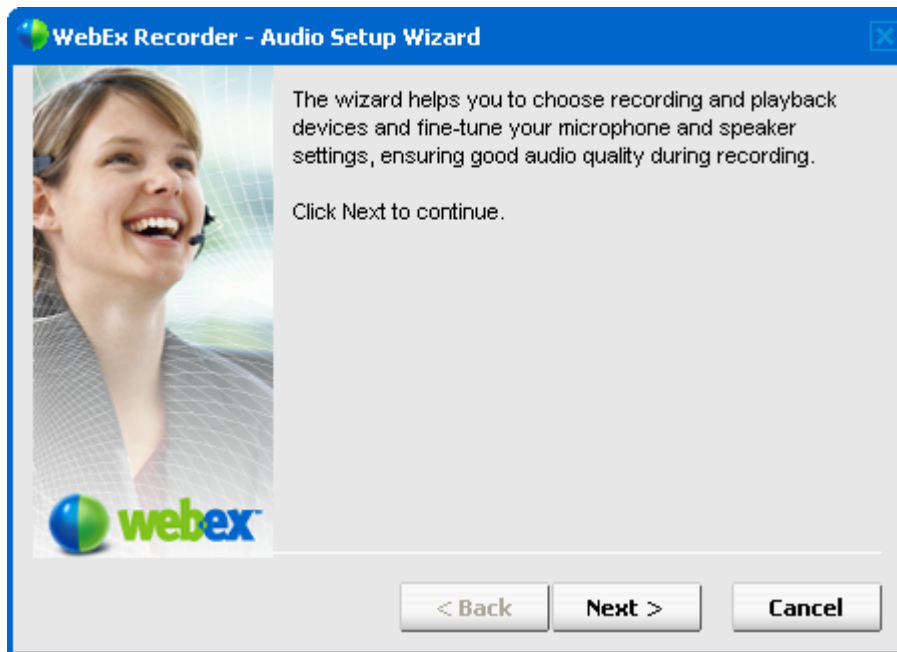 WebEx Recorder - Audio Setup Wizard
The wizard helps you to choose recording and playback
devices and fine-tune your microphone and speaker
settings, ensuring good audio quality during recording.
Click Next to continue.
webex™
< Back
Next >
Cancel